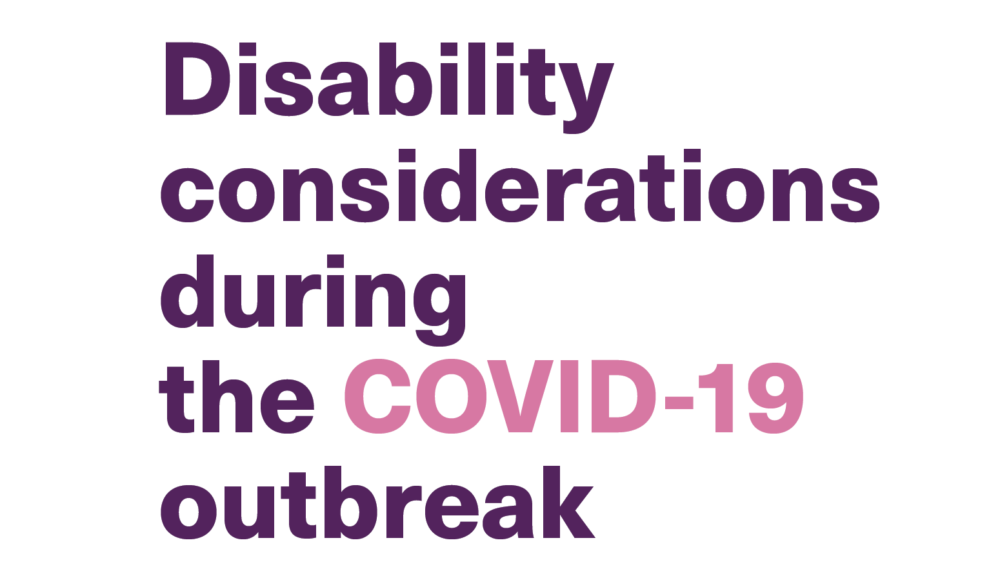 Disability
considerations
during
the COVID-19
outbreak